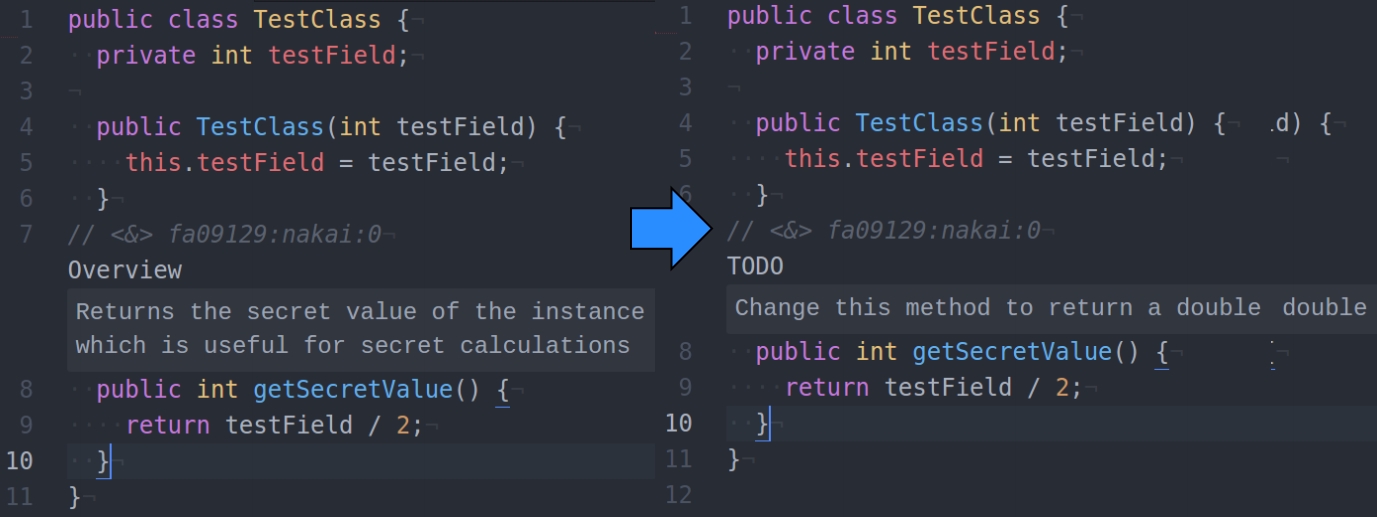 1 public class TestClass {¬
2 ··private int testField;¬
3 ¬
4 ··public TestClass(int testField) {¬
5 ····this.testField = testField;¬
6 ··}¬
7 // <&> fa09129:nakai:0¬
Overview
Returns the secret value of the instance
which is useful for secret calculations
8 ··public int getSecretValue() {¬
9 ····return testField / 2;¬
10 ··}¬
11 }¬
1 public class TestClass {¬
2 ··private int testField;¬
3 ¬
4 ··public TestClass(int testField) {¬ .d) {¬
5 ····this.testField = testField;¬ ¬
6 ··}¬
// <&> fa09129:nakai:0¬
TODO
Change this method to return a double double
8 ··public int getSecretValue() {¬ ¬
9 ····return testField / 2;¬
10 ··}¬
11 }¬
12